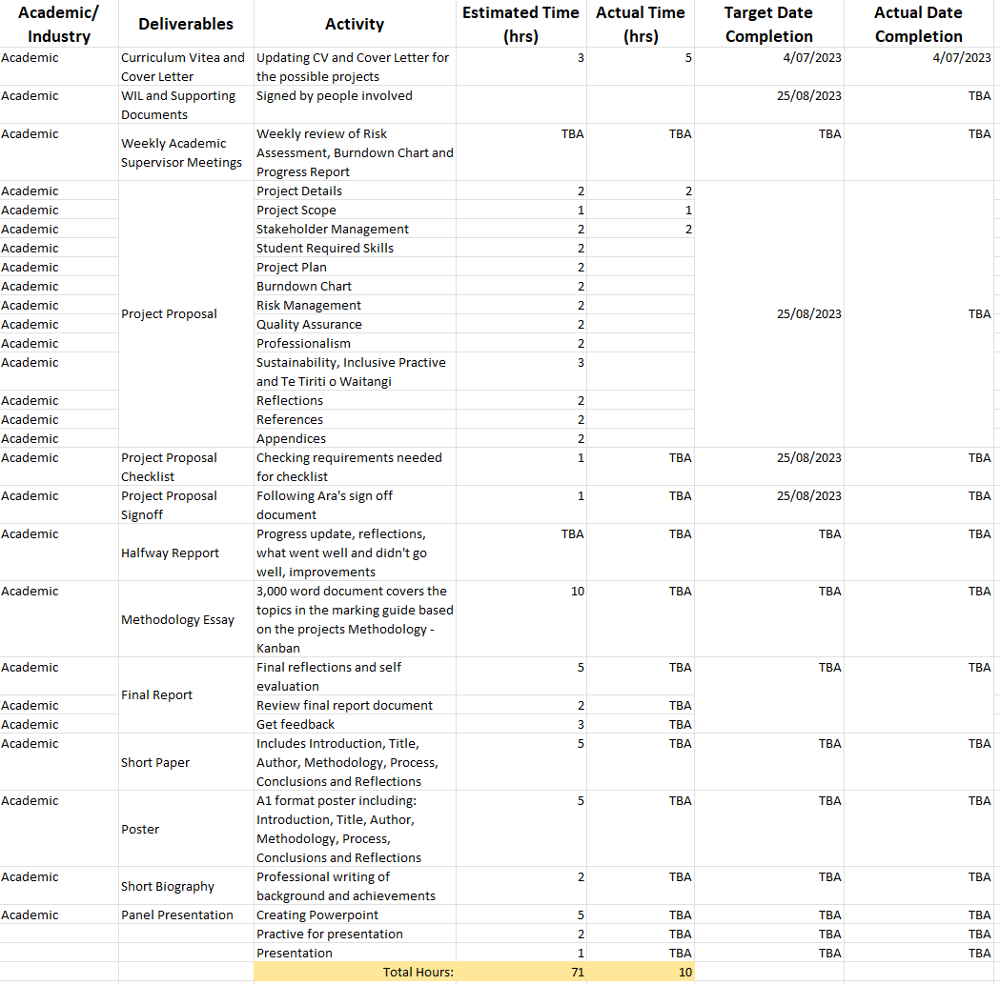 Academic/ Industry Deliverables Activity Estimated Time (hrs) Actual Time (hrs) Target Date Completion Actual Date Completion
Academic Curriculum Vitea and Cover Letter Updating CV and Cover Letter for the possible projects 3 5 4/07/2023 4/07/2023
Academic WIL and Supporting Documents Signed by people involved 25/08/2023 TBA
Academic Weekly Academic Supervisor Meetings Weekly review of Risk Assessment, Burndown Chart and Progress Report TBA TBA TBA TBA
Academic Project Details 2 2
Academic Project Scope 1 1
Academic Stakeholder Management 2 2
Academic Student Required Skills 2
Academic Project Plan 2
Academic Burndown Chart 2
Academic Risk Management 2
Project Proposal 25/08/2023 TBA
Academic Quality Assurance 2
Academic Professionalism 2
Academic Sustainability, Inclusive Practive and Te Tiriti o Waitangi 3
Academic Reflections 2
Academic References 2
Academic Appendices 2
Academic Project Proposal Checklist Checking requirements needed for checklist 1 TBA 25/08/2023 TBA
Academic Project Proposal Signoff Following Ara's sign off document 1 TBA 25/08/2023 TBA
Academic Halfway Repport Progress update, reflections, what went well and didn't go well, improvements TBA TBA TBA TBA
Academic Methodology Essay 3,000 word document covers the topics in the marking guide based on the projects Methodology - Kanban 10 TBA TBA TBA
Academic Final Report Final reflections and self evaluation 5 TBA TBA TBA
Academic Review final report document 2 TBA
Academic Get feedback 3 TBA
Academic Short Paper Includes Introduction, Title, Author, Methodology, Process, Conclusions and Reflections 5 TBA TBA TBA
Academic Poster A1 format poster including: Introduction, Title, Author, Methodology, Process, Conclusions and Reflections 5 TBA TBA TBA
Academic Short Biography Professional writing of background and achievements 2 TBA TBA TBA
Academic Panel Presentation Creating Powerpoint 5 TBA TBA TBA
Practive for presentation 2 TBA TBA TBA
Presentation 1 TBA TBA TBA
Total Hours: 71 10